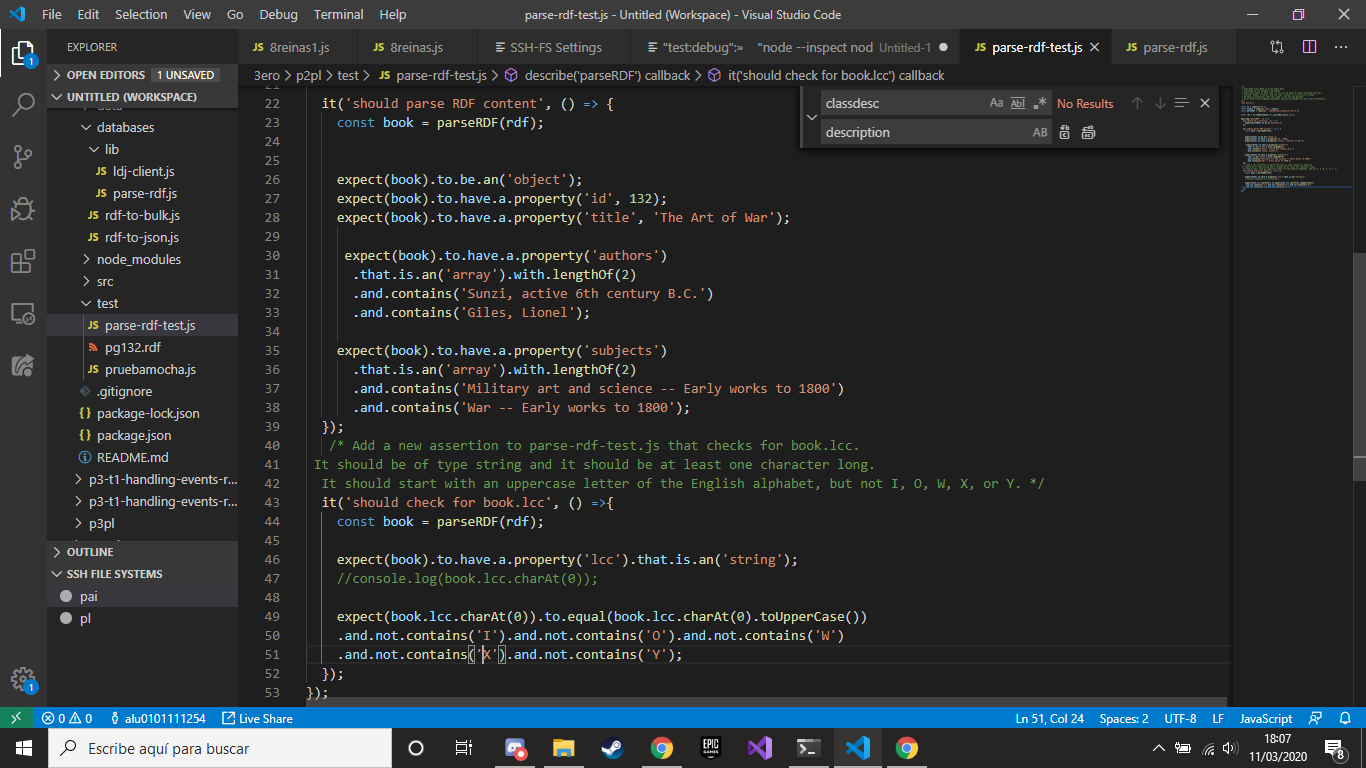 File Edit Selection View Go Debug Terminal Help parse-rdf-test.js - Untitled (Workspace) - Visual Studio Code
EXPLORER
JS 8reinas1.js JS 8reinas.js SSH-FS Settings "test:debug":» "node --inspect nod Untitled-1 ● JS parse-rdf-test.js JS parse-rdf.js
OPEN EDITORS 1 UNSAVED
3ero > p2pl > test > JS parse-rdf-test.js > describe('parseRDF') callback > it('should check for book.lcc') callback
UNTITLED (WORKSPACE)
classdesc Aa Abl .* No Results
description AB
databases
lib
JS ldj-client.js
JS parse-rdf.js
JS rdf-to-bulk.js
JS rdf-to-json.js
node_modules
src
test
JS parse-rdf-test.js
pg132.rdf
JS pruebamocha.js
.gitignore
{} package-lock.json
{} package.json
README.md
p3-t1-handling-events-r...
p3-t1-handling-events-r...
p3pl
OUTLINE
SSH FILE SYSTEMS
pai
pl
1
1
22 it('should parse RDF content', () => {
23 const book = parseRDF(rdf);
24
25
26 expect(book).to.be.an('object');
27 expect(book).to.have.a.property('id', 132);
28 expect(book).to.have.a.property('title', 'The Art of War');
29
30 expect(book).to.have.a.property('authors')
31 .that.is.an('array').with.lengthOf(2)
32 .and.contains('Sunzi, active 6th century B.C.')
33 .and.contains('Giles, Lionel');
34
35 expect(book).to.have.a.property('subjects')
36 .that.is.an('array').with.lengthOf(2)
37 .and.contains('Military art and science -- Early works to 1800')
38 .and.contains('War -- Early works to 1800');
39 });
40 /* Add a new assertion to parse-rdf-test.js that checks for book.lcc.
41 It should be of type string and it should be at least one character long.
42 It should start with an uppercase letter of the English alphabet, but not I, O, W, X, or Y. */
43 it('should check for book.lcc', () =>{
44 const book = parseRDF(rdf);
45
46 expect(book).to.have.a.property('lcc').that.is.an('string');
47 //console.log(book.lcc.charAt(0));
48
49 expect(book.lcc.charAt(0)).to.equal(book.lcc.charAt(0).toUpperCase())
50 .and.not.contains('I').and.not.contains('O').and.not.contains('W')
51 .and.not.contains('X').and.not.contains('Y');
52 });
53 });
0 0 alu0101111254 Live Share Ln 51, Col 24 Spaces: 2 UTF-8 LF JavaScript
Escribe aquí para buscar
EPIC GAMES
18:07
11/03/2020
8